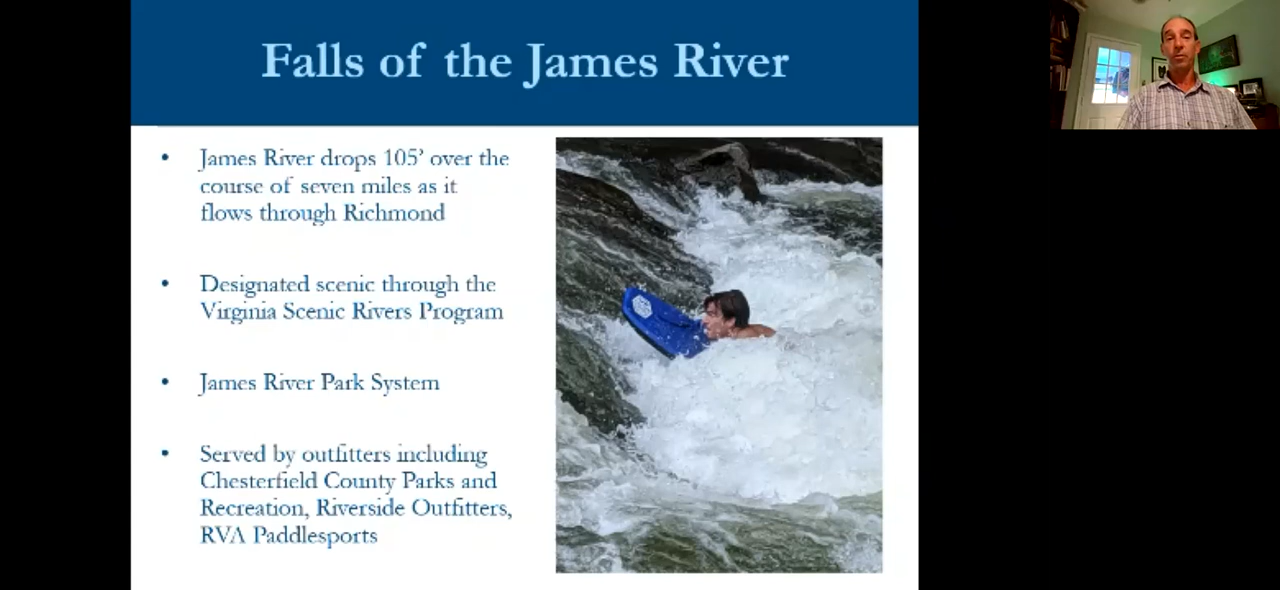 Falls of the James River
• James River drops 105’ over the
course of seven miles as it
flows through Richmond
• Designated scenic through the
Virginia Scenic Rivers Program
• James River Park System
• Served by outfitters including
Chesterfield County Parks and
Recreation, Riverside Outfitters,
RVA Paddlesports